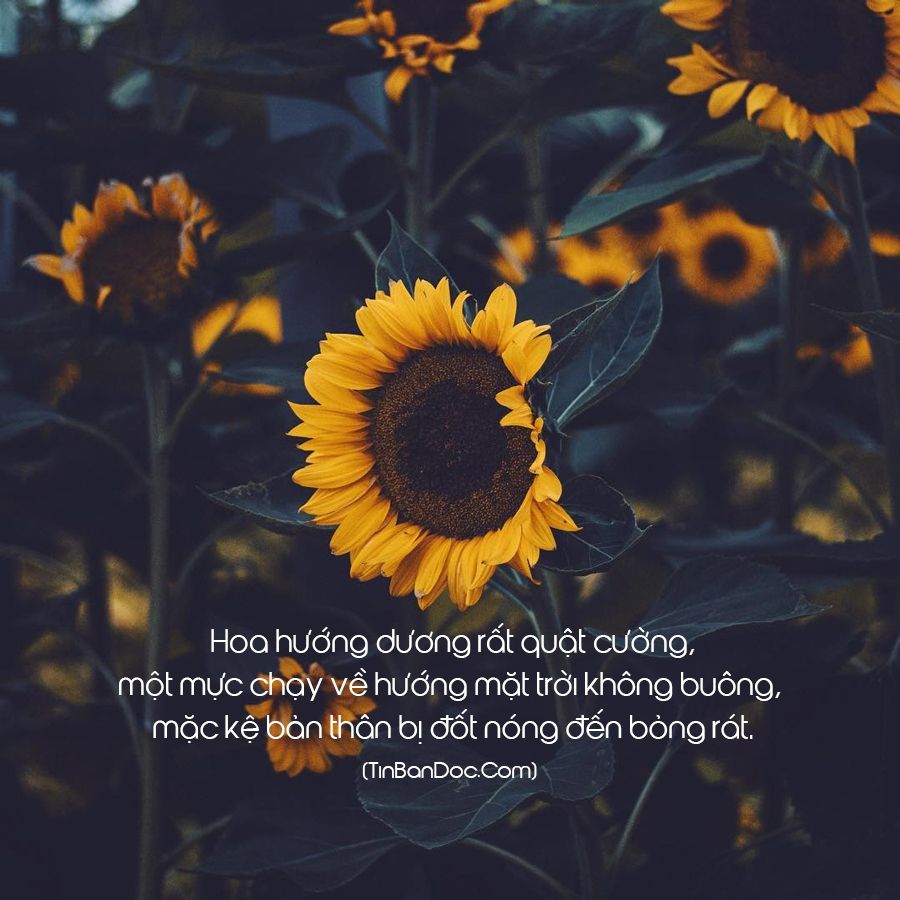 Hoa hướng dương rất quật cường,
một mực chạy về hướng mặt trời không buông,
mặc kệ bản thân bị đốt nóng đến bỏng rát.
(TinBanDoc.Com)